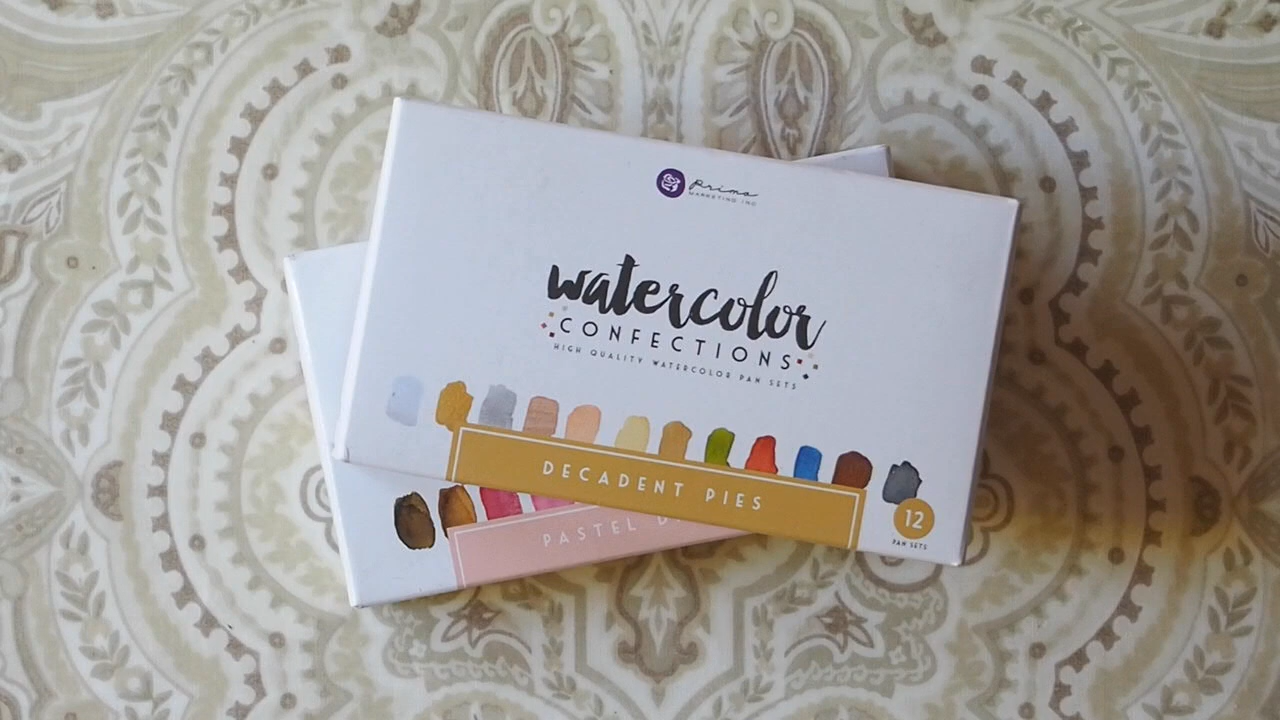 prima
MARKETING INC
watercolor
CONFECTIONS
HIGH QUALITY WATERCOLOR PAN SETS
DECADENT PIES
12
PAN SETS
PASTEL